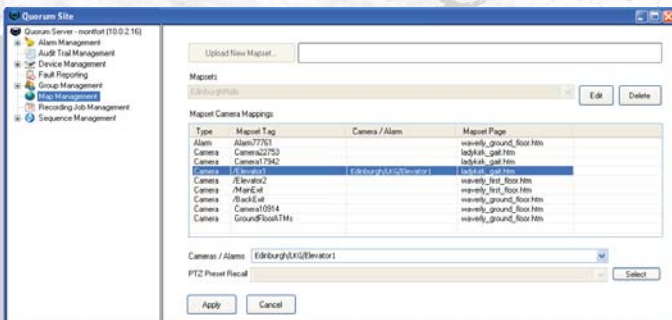 Quorum Site
Quorum Server - montfort (10.0.2.16)
Alarm Management
Audit Trail Management
Device Management
Fault Reporting
Group Management
Map Management
Recording Job Management
Sequence Management
Upload New Mapset...
Mapsets
EdinburghMalls
Edit
Delete
Mapset Camera Mappings
Type Mapset Tag Camera / Alarm Mapset Page
Alarm Alarm77761 waverly_ground_floor.htm
Camera Camera22753 ladykirk_gait.htm
Camera Camera17942 ladykirk_gait.htm
Camera /Elevator1 Edinburgh/LKG/Elevator1 ladykirk_gait.htm
Camera /Elevator2 waverly_first_floor.htm
Camera /MainExit waverly_first_floor.htm
Camera /BackExit waverly_ground_floor.htm
Camera Camera10914 waverly_ground_floor.htm
Camera GroundFloorATMs waverly_ground_floor.htm
Cameras / Alarms Edinburgh/LKG/Elevator1
PTZ Preset Recall
Select
Apply
Cancel